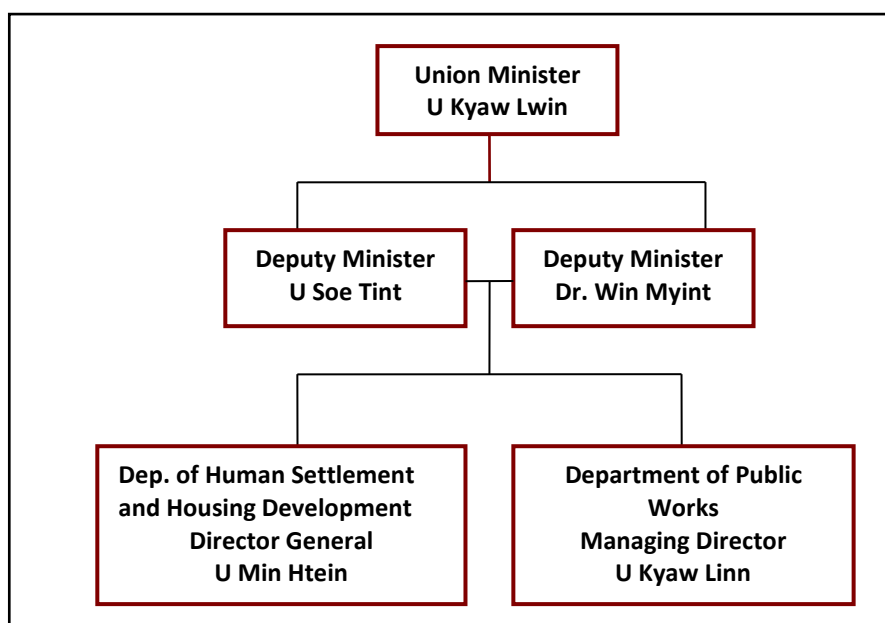 Union Minister
U Kyaw Lwin
Deputy Minister
U Soe Tint
Deputy Minister
Dr. Win Myint
Dep. of Human Settlement
and Housing Development
Director General
U Min Htein
Department of Public
Works
Managing Director
U Kyaw Linn